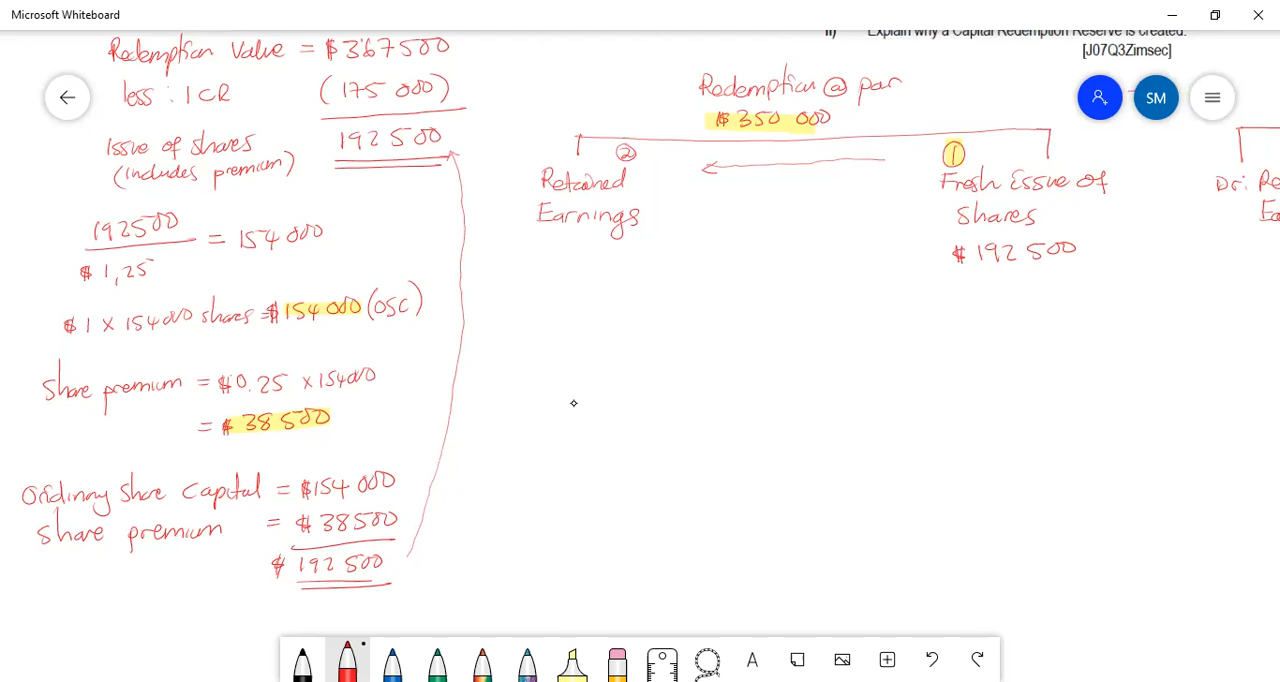 Microsoft Whiteboard
ii) Explain why a Capital Redemption Reserve is created.
[J07Q3Zimsec]
SM
Redemption Value = $367500
less : ICR (175 000)
Issue of shares 192 500
(includes premium)
192500
$ 1,25
= 154 000
$1 x 154000 shares = $154 000 (OSC)
Share premium = $0.25 x 154000
= $ 38 500
Ordinary Share Capital = $154 000
Share premium = $ 38500
$ 192 500
Redemption @ par
$ 350 000
2
Retained
Earnings
1
Fresh issue of
Shares
$ 192 500
Dr: Re
Ea
A